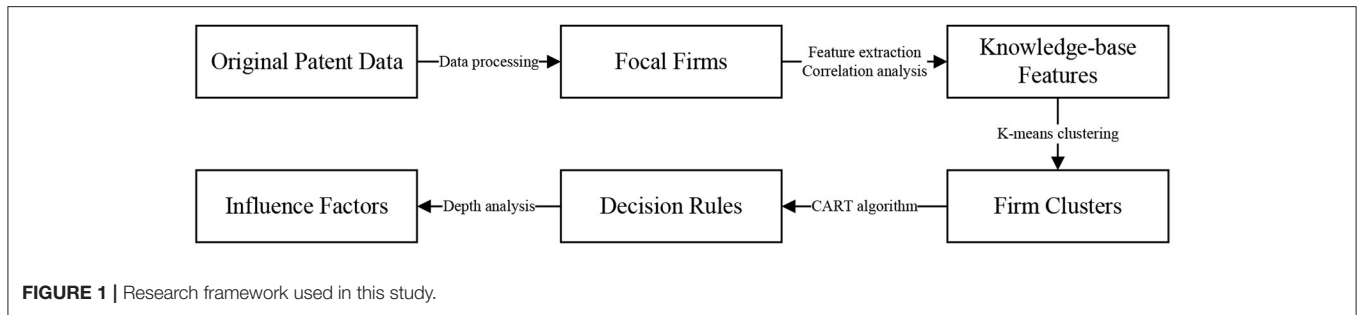 Original Patent Data
Data processing
Focal Firms
Feature extraction
Correlation analysis
Knowledge-base
Features
K-means clustering
Firm Clusters
CART algorithm
Decision Rules
Depth analysis
Influence Factors
FIGURE 1 | Research framework used in this study.